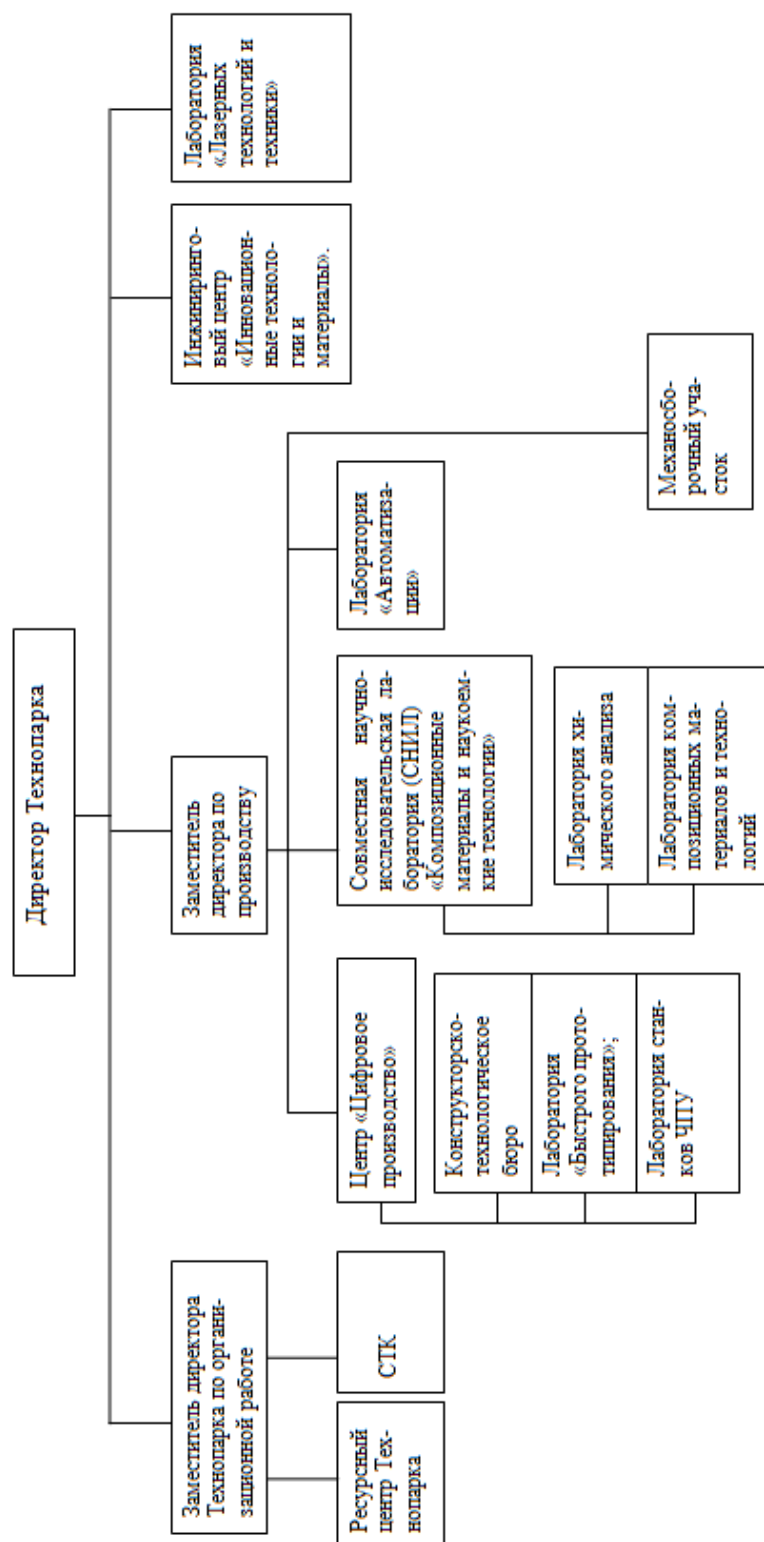 Директор Технопарка
Заместитель директора
Технопарка по органи-
зационной работе
Заместитель
директора по
производству
Инжинринго-
вый центр
«Инновацион-
ные техноло-
гии и
материалы».
Лаборатория
«Лазерных
технологий и
техники»
Ресурсный
центр Тех-
нопарка
СТК
Центр «Цифровое
производство»
Совместная научно-
исследовательская ла-
боратория (СНИЛ)
«Композиционные
материалы и наукоем-
кие технологии»
Лаборатория
«Автоматиза-
ции»
Конструкторско-
технологическое
бюро
Лаборатория
«Быстрого прото-
типирования»;
Лаборатория стан-
ков ЧПУ
Лаборатория хи-
мического анализа
Лаборатория ком-
позиционных ма-
териалов и техно-
логий
Механосбо-
рочный уча-
сток